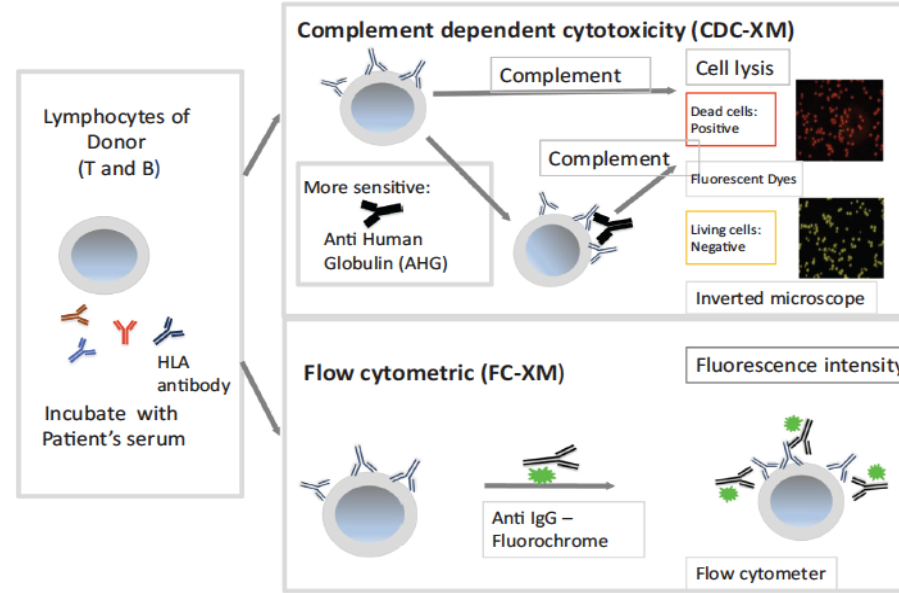 Lymphocytes of
Donor
(T and B)
HLA
antibody
Incubate with
Patient's serum
Complement dependent cytotoxicity (CDC-XM)
Complement
Cell lysis
Dead cells:
Positive
Complement
More sensitive:
Anti Human
Globulin (AHG)
Fluorescent Dyes
Living cells:
Negative
Inverted microscope
Flow cytometric (FC-XM)
Fluorescence intensity
Anti IgG –
Fluorochrome
Flow cytometer